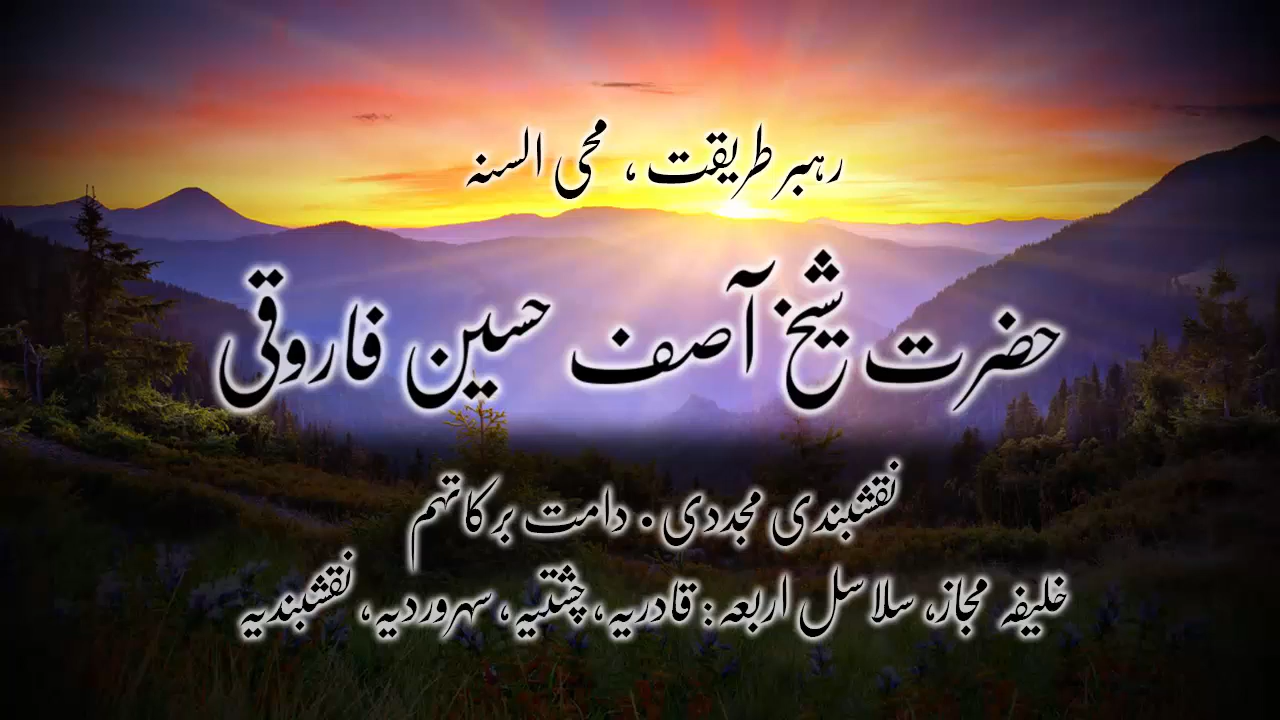 رہبر طریقت ، محی السنہ
حضرت شیخ آصف حسین فاروقی
نقشبندی مجددی . دامت برکاتہم
خلیفہ مجاز، سلاسل اربعہ: قادریہ، چشتیہ، سہروردیہ، نقشبندیہ